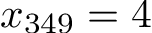 x_{349} = 4